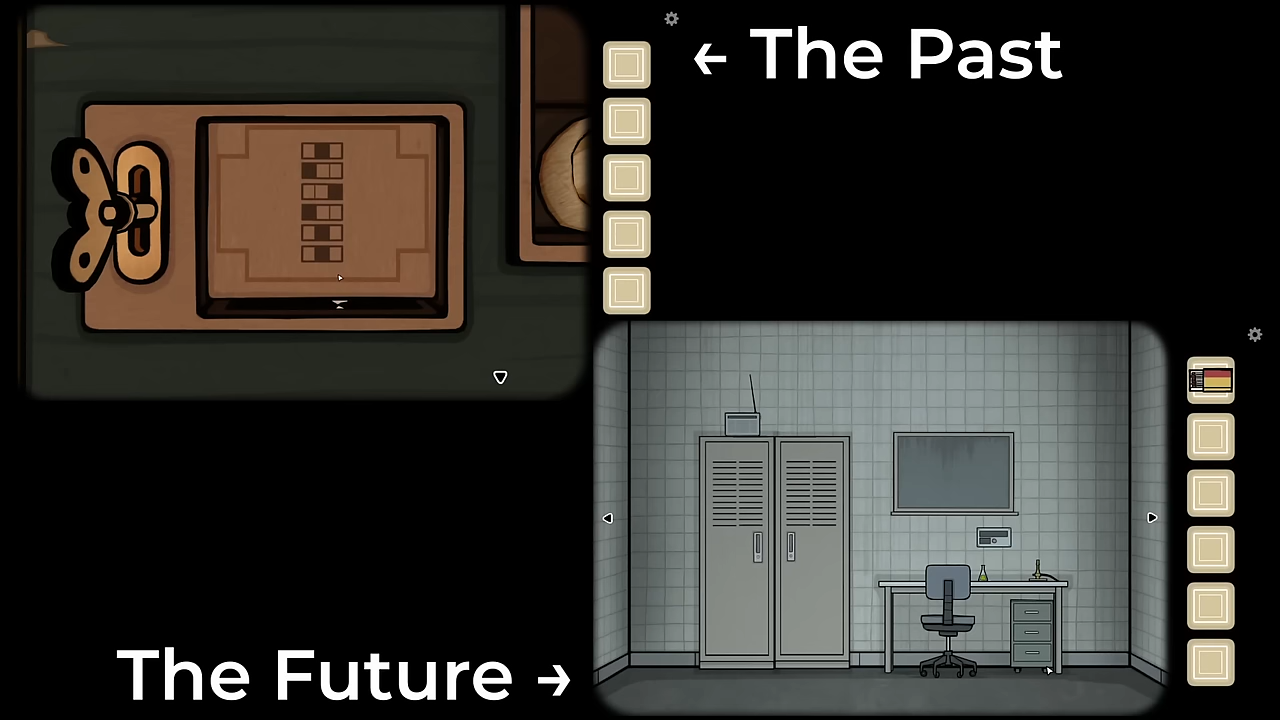 ← The Past
The Future →